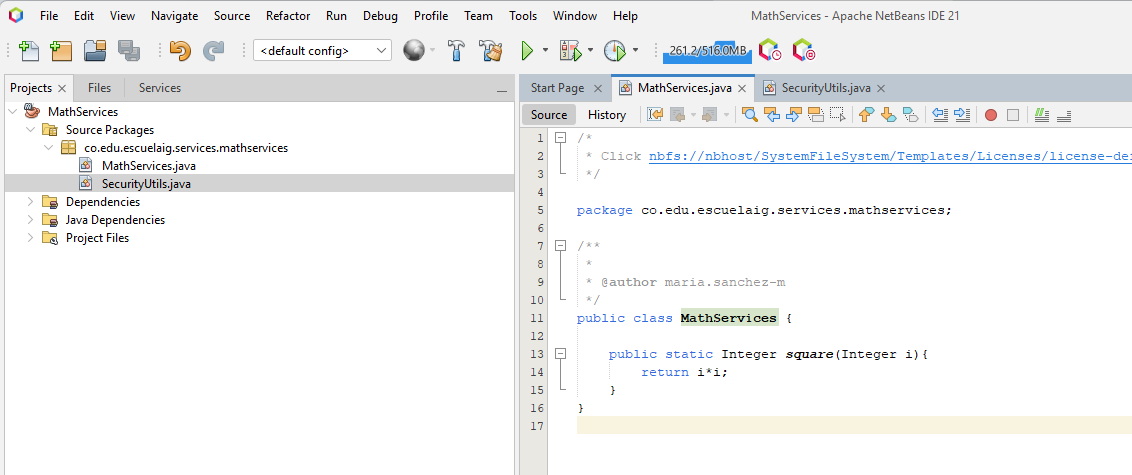 File Edit View Navigate Source Refactor Run Debug Profile Team Tools Window Help MathServices - Apache NetBeans IDE 21
<default config> 261.2/516.0MB
Projects Files Services
Start Page MathServices.java SecurityUtils.java
MathServices
Source Packages
co.edu.escuelaig.services.mathservices
MathServices.java
SecurityUtils.java
Dependencies
Java Dependencies
Project Files
Source History
1 /*
2 * Click nbfs://nbhost/SystemFileSystem/Templates/Licenses/license-de
3 */
4
5 package co.edu.escuelaig.services.mathservices;
6
7 /**
8 *
9 * @author maria.sanchez-m
10 */
11 public class MathServices {
12
13 public static Integer square(Integer i){
14 return i*i;
15 }
16 }
17